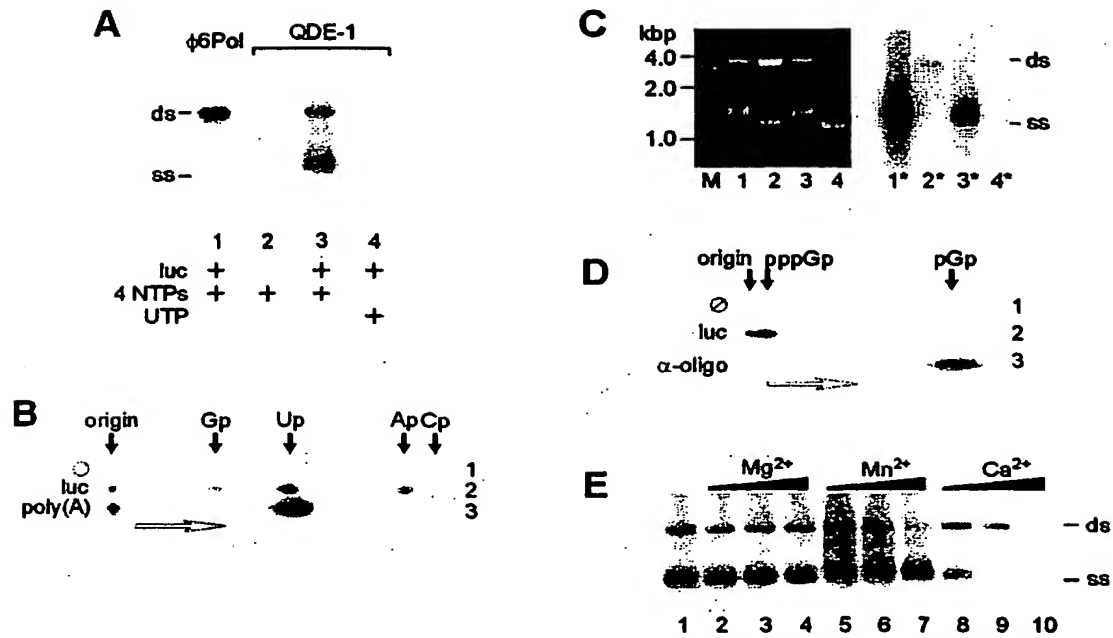 A
ϕ6Pol QDE-1
ds
ss
1 2 3 4
luc + + +
4 NTPs + + +
UTP +
B
origin Gp Up Ap Cp
1
luc 2
poly(A) 3
C
kbp
4.0
2.0
1.0
ds
ss
M 1 2 3 4 1* 2* 3* 4*
D
origin pppGp pGp
∅ 1
luc 2
α-oligo 3
E
Mg2+ Mn2+ Ca2+
ds
ss
1 2 3 4 5 6 7 8 9 10